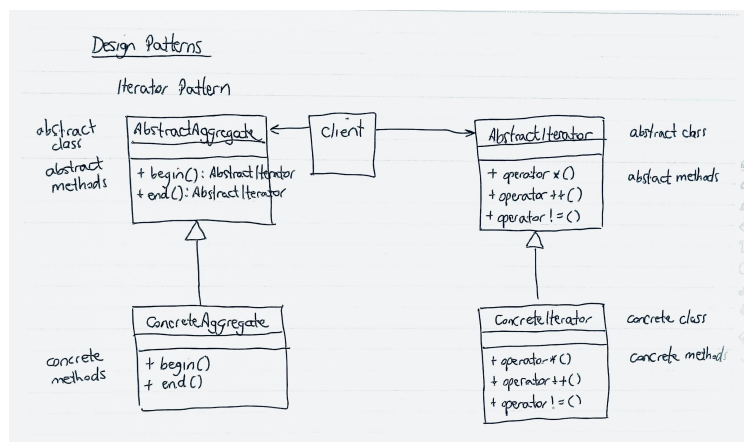 Design Patterns
Iterator Pattern
abstract
class
AbstractAggregate
client
AbstractIterator
abstract class
abstract
methods
+ begin(): AbstractIterator
+ end(): AbstractIterator
+ operator *()
+ operator ++()
+ operator !=()
abstact methods
ConcreteAggregate
ConcreteIterator
concrete class
concrete
methods
+ begin()
+ end()
+ operator*()
+ operator ++()
+ operator !=()
concrete methods